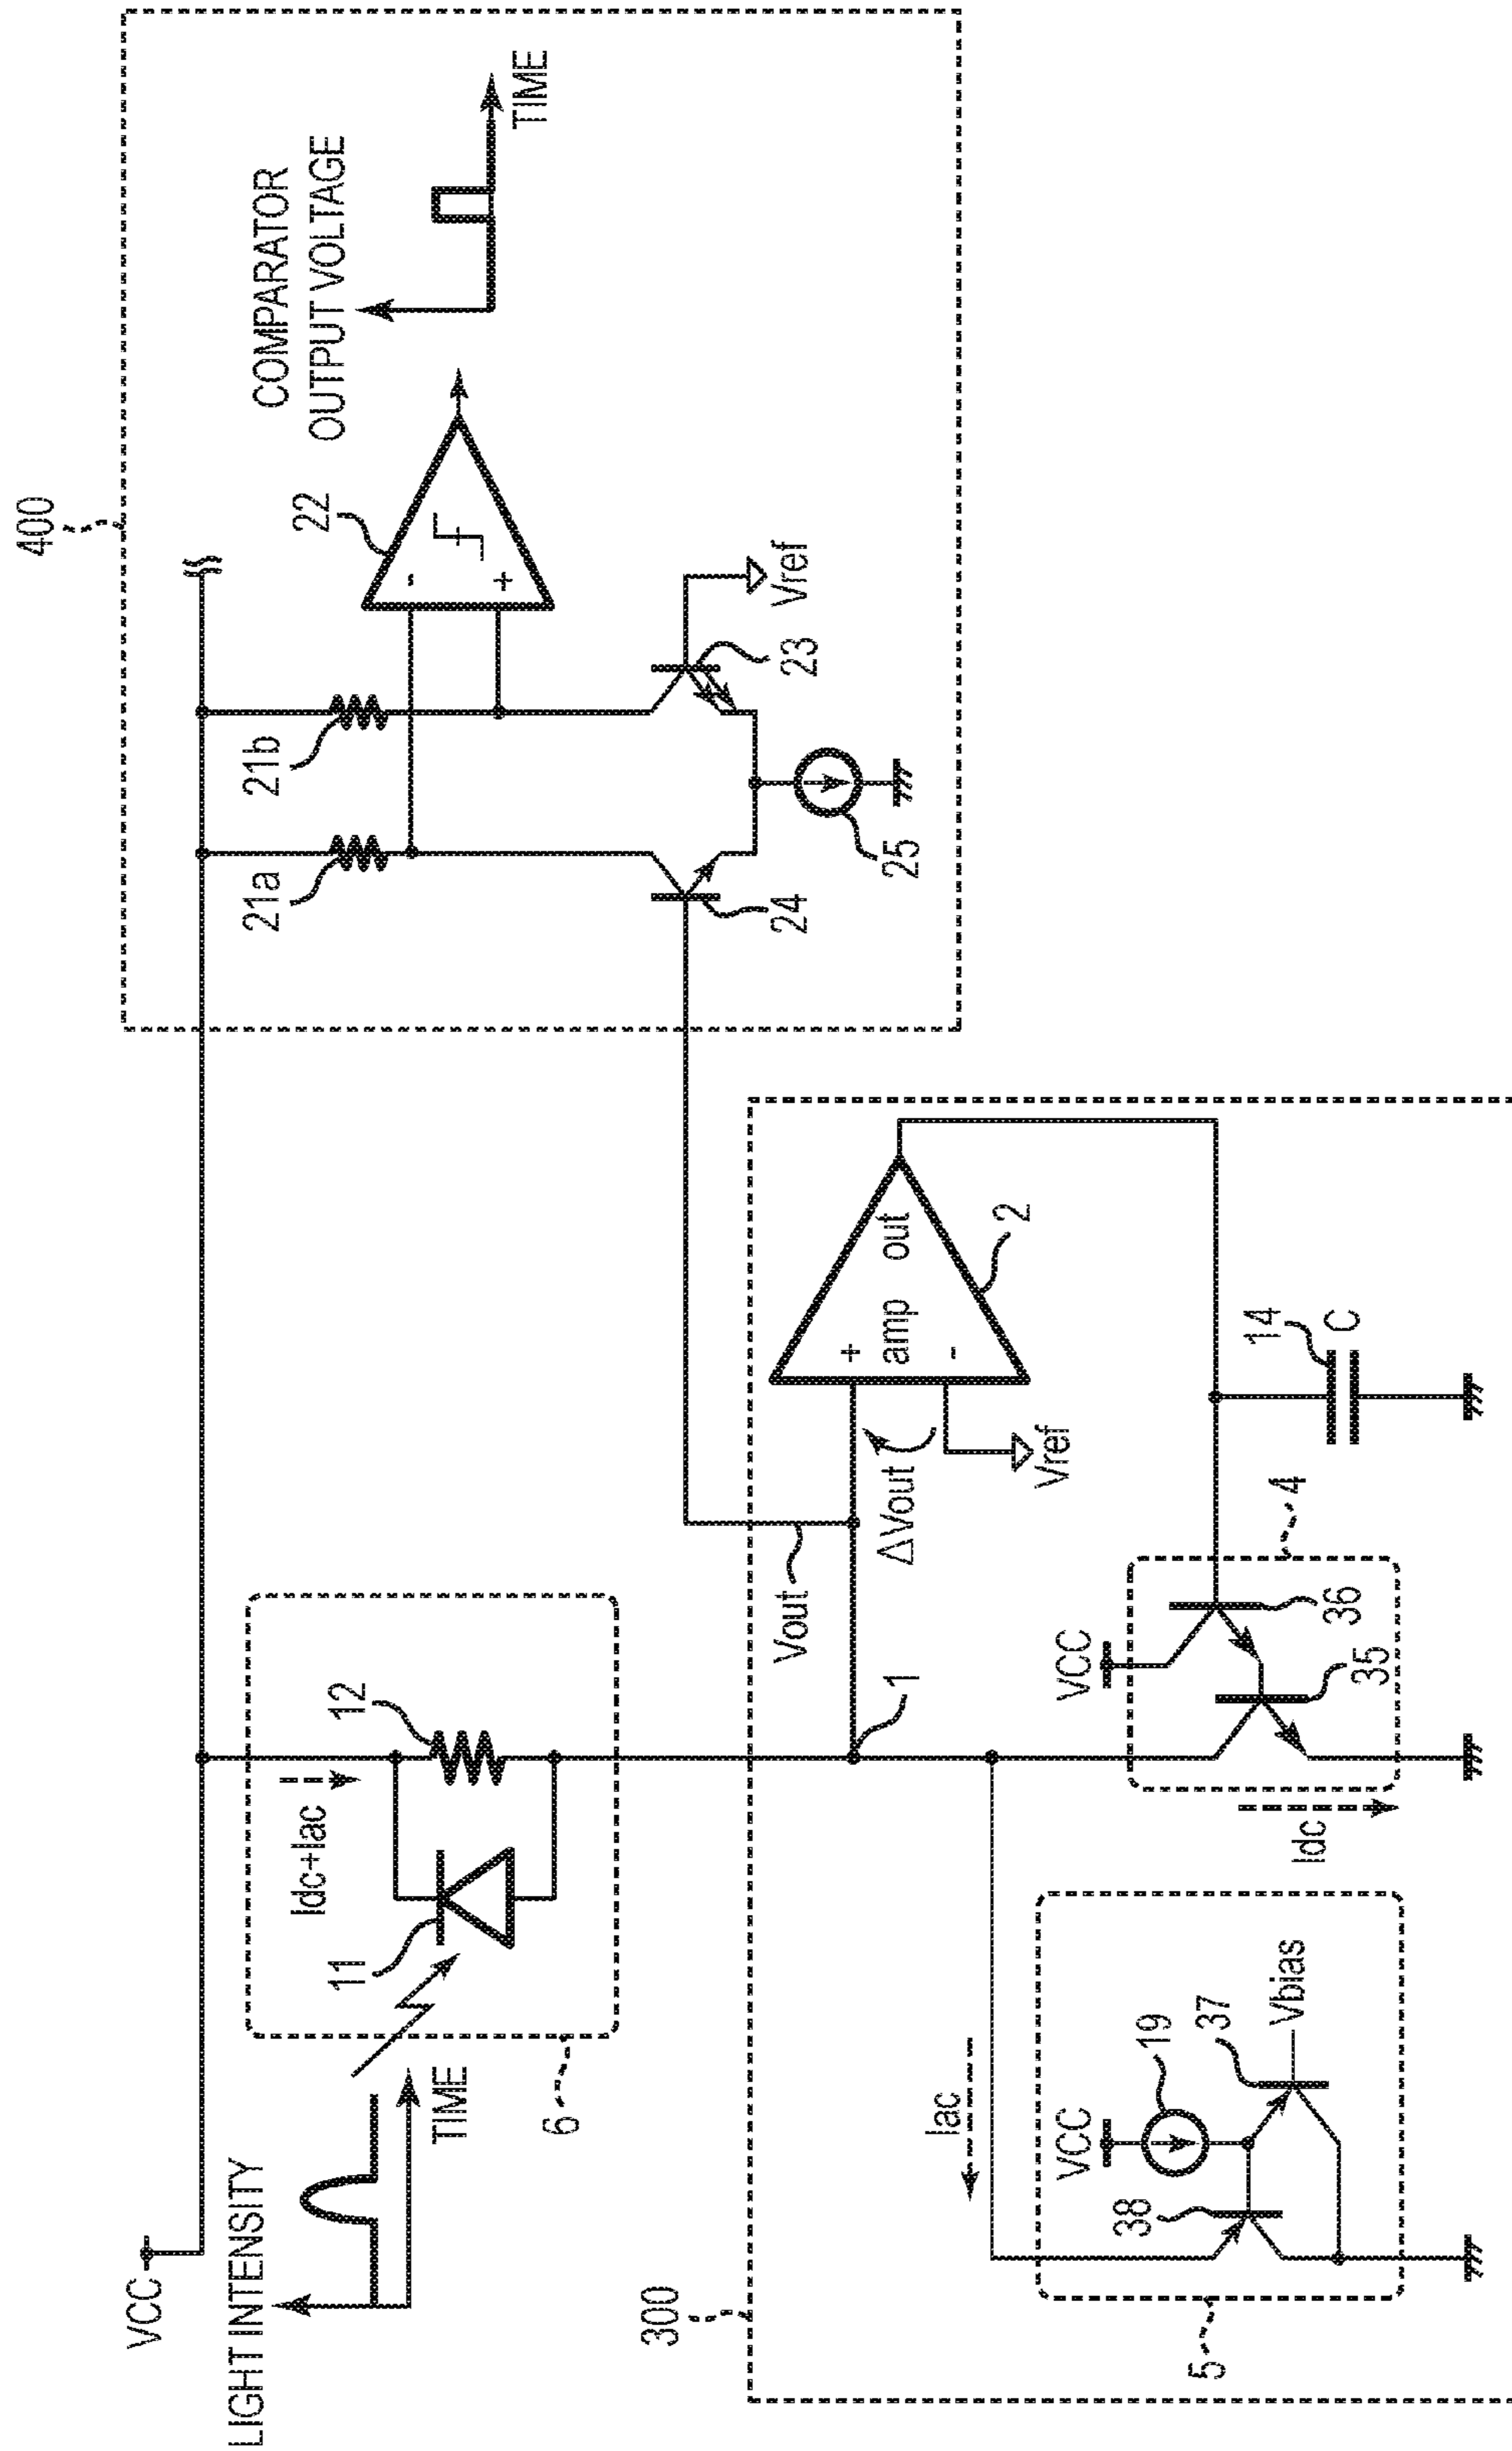 400
VCC
LIGHT INTENSITY
TIME
Idc+Iac
11
12
6
21a
21b
22
-
+
COMPARATOR
OUTPUT VOLTAGE
TIME
24
23
Vref
25
300
Vout
1
ΔVout
+
-
amp out
2
Vref
Iac
VCC
19
38
37
Vbias
5
Idc
VCC
35
36
4
14
C